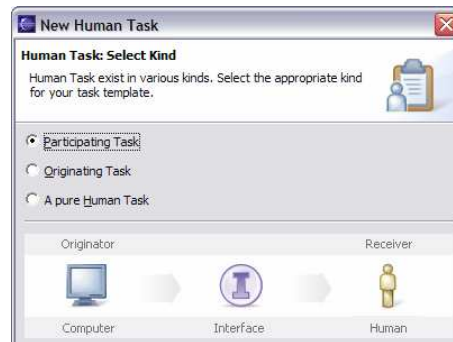 New Human Task
Human Task: Select Kind
Human Task exist in various kinds. Select the appropriate kind
for your task template.
Participating Task
Originating Task
A pure Human Task
Originator Receiver
I
Computer Interface Human